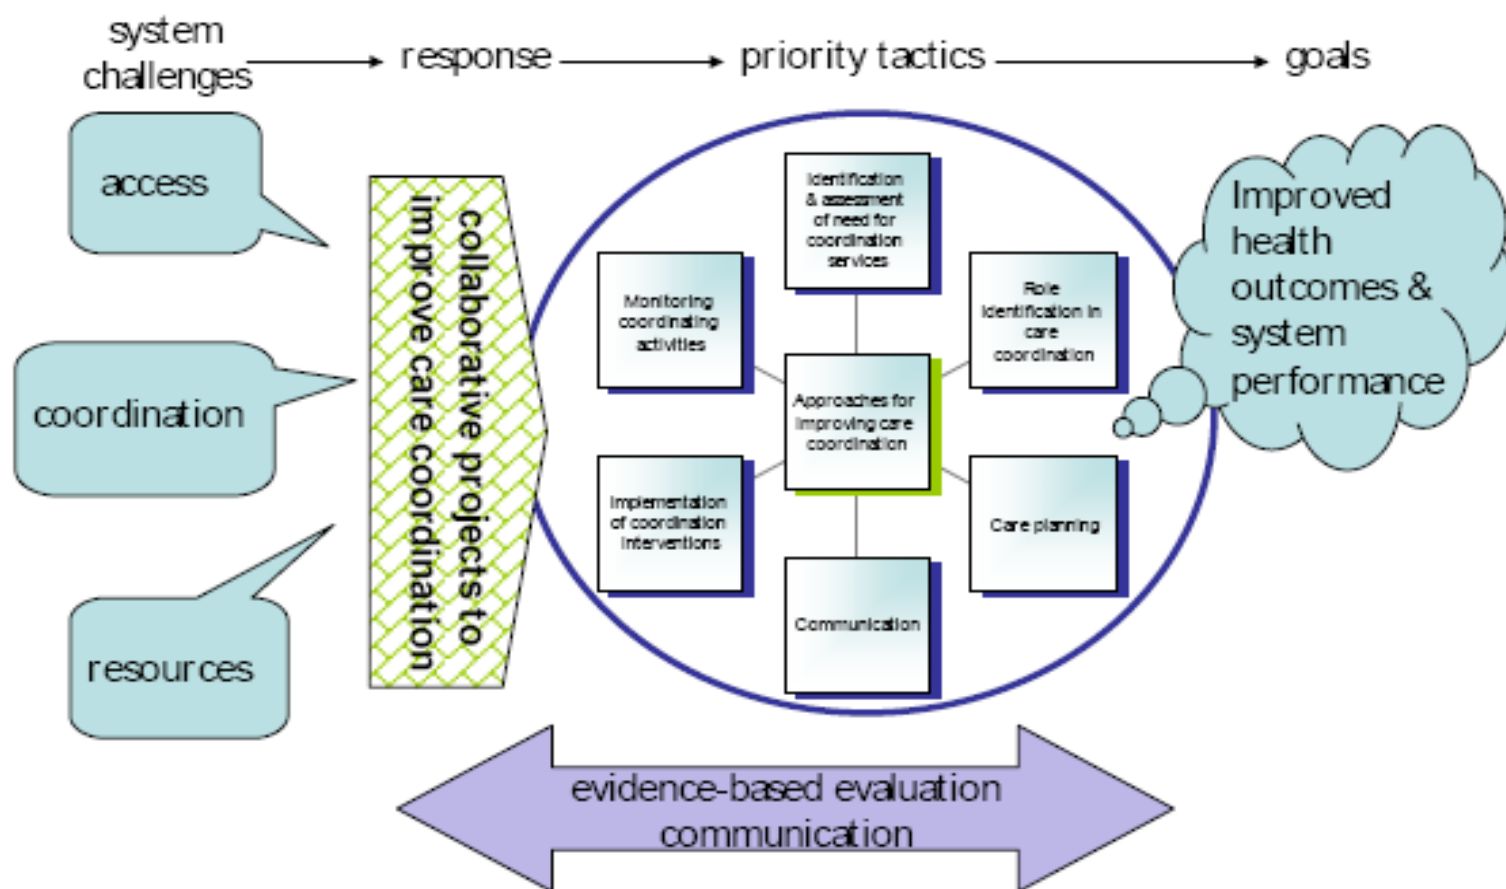 system
challenges
response
priority tactics
goals
access
coordination
resources
collaborative projects to
improve care coordination
Identification
& assessment
of need for
coordination
services
Monitoring
coordinating
activities
Role
identification in
care
coordination
Approaches for
improving care
coordination
Implementation
of coordination
interventions
Care planning
Communication
Improved
health
outcomes &
system
performance
evidence-based evaluation
communication